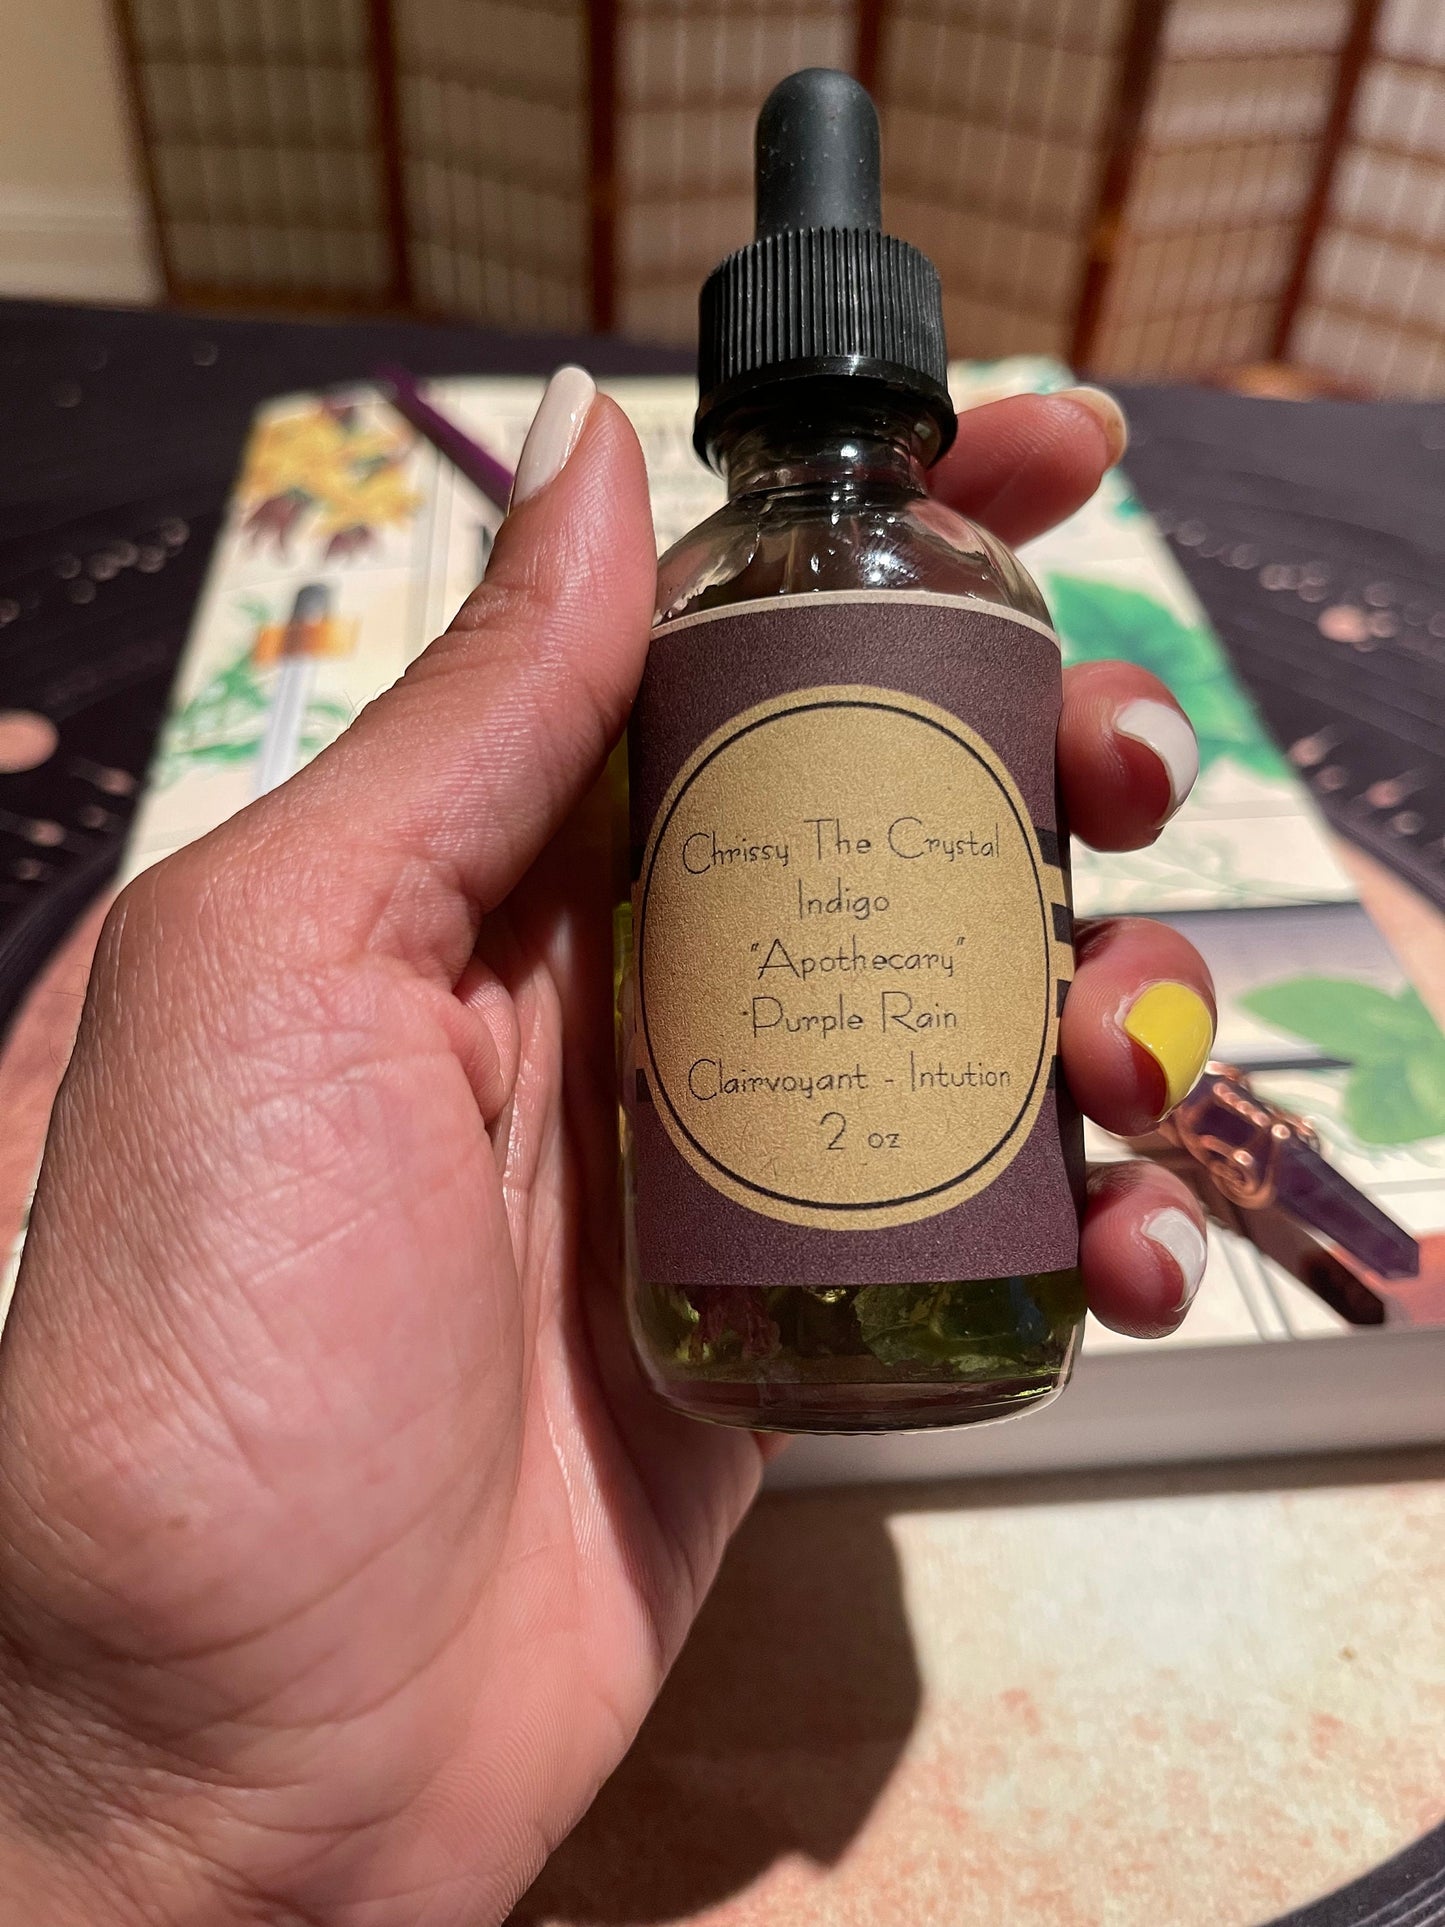 Chrissy The Crystal
Indigo
"Apothecary"
Purple Rain
Clairvoyant - Intution
2 oz